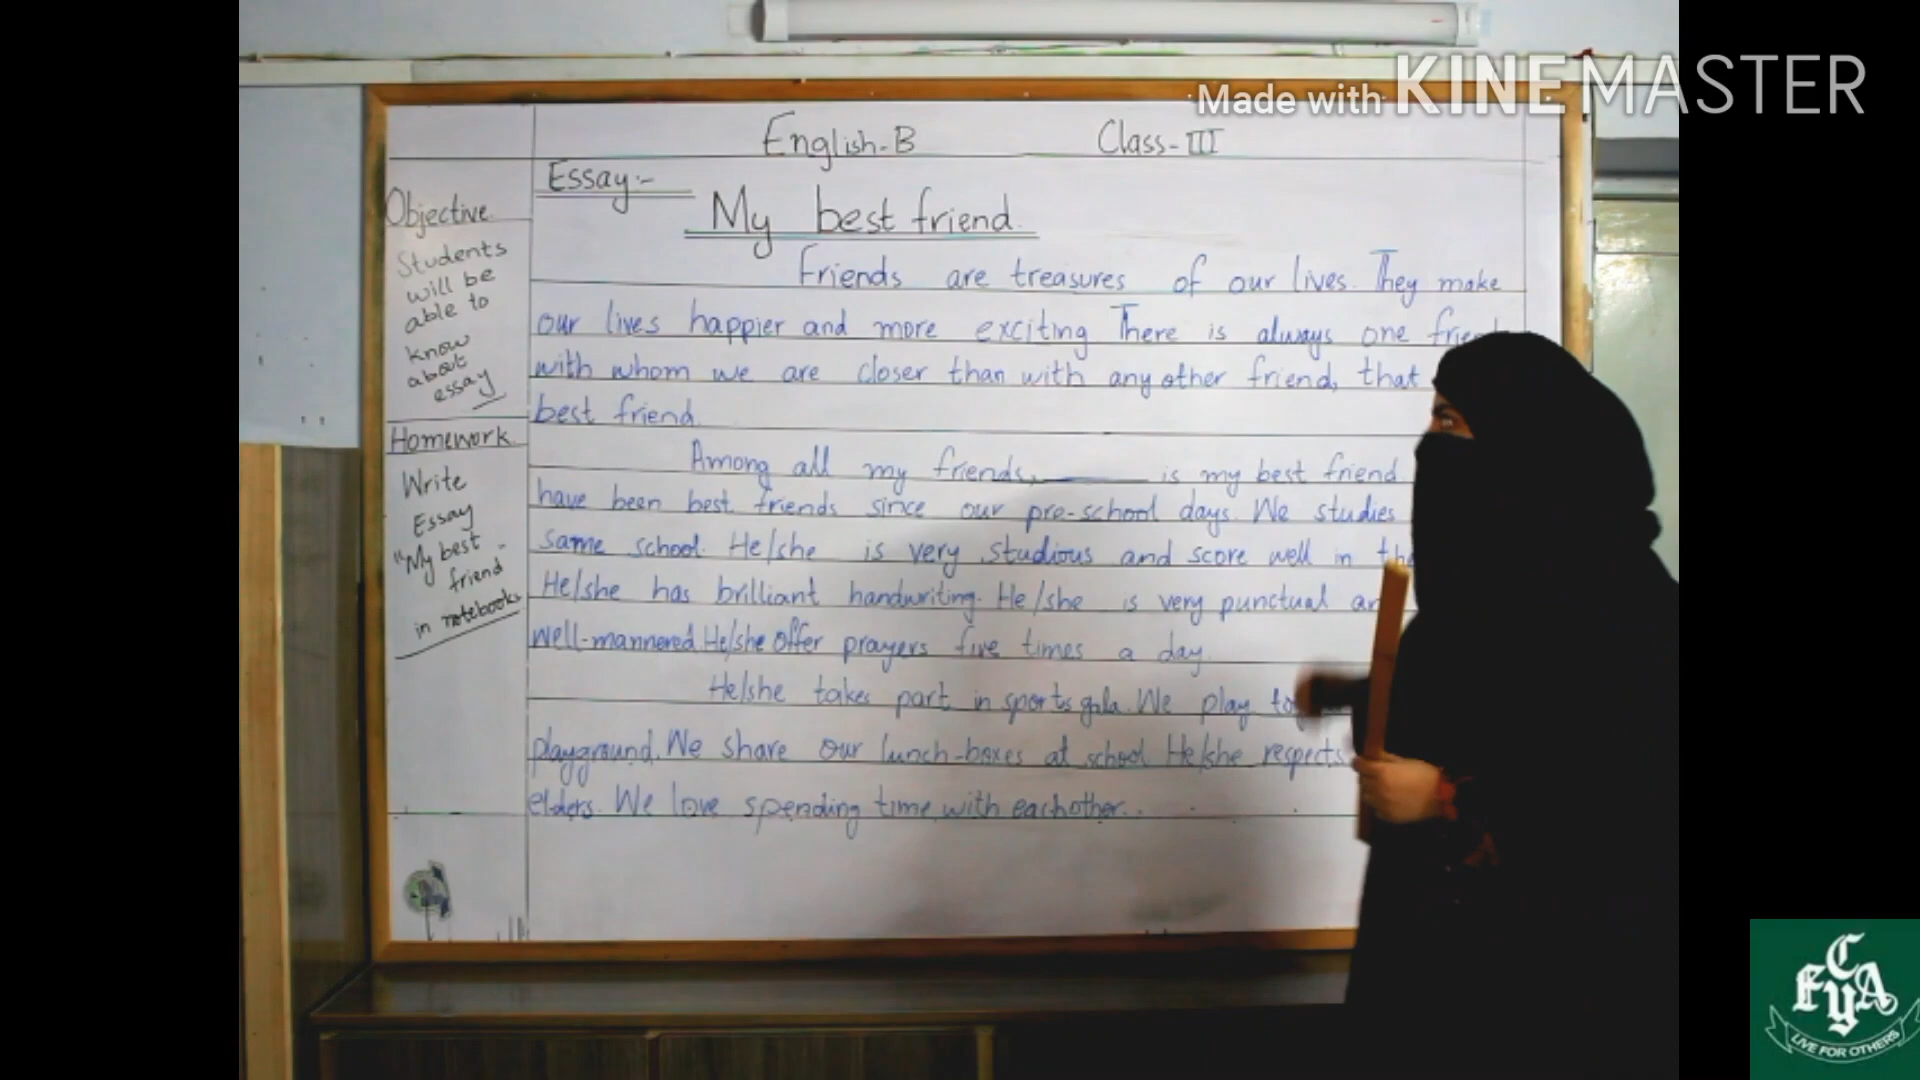 Made with KINEMASTER
English-B Class-III
Essay:-
My best friend.
Friends are treasures of our lives. They make
our lives happier and more exciting There is always one
with whom we are closer than with any other friend, that
best friend.
Among all my friends, ______ is my best friend.
have been best friends since our pre-school days. We studies
same school. He/she is very studious and score well in
He/she has brilliant handwriting. He/she is very punctual
well-mannered. He/she offer prayers five times a day.
He/she takes part in sports gala. We play
playground. We share our lunch-boxes at school He/she respects
elders. We love spending time with eachother..
Objective
Students
will be
able to
know
about
essay
Homework
Write
Essay
"My best
friend
in notebook
ECYA
LIVE FOR OTHERS